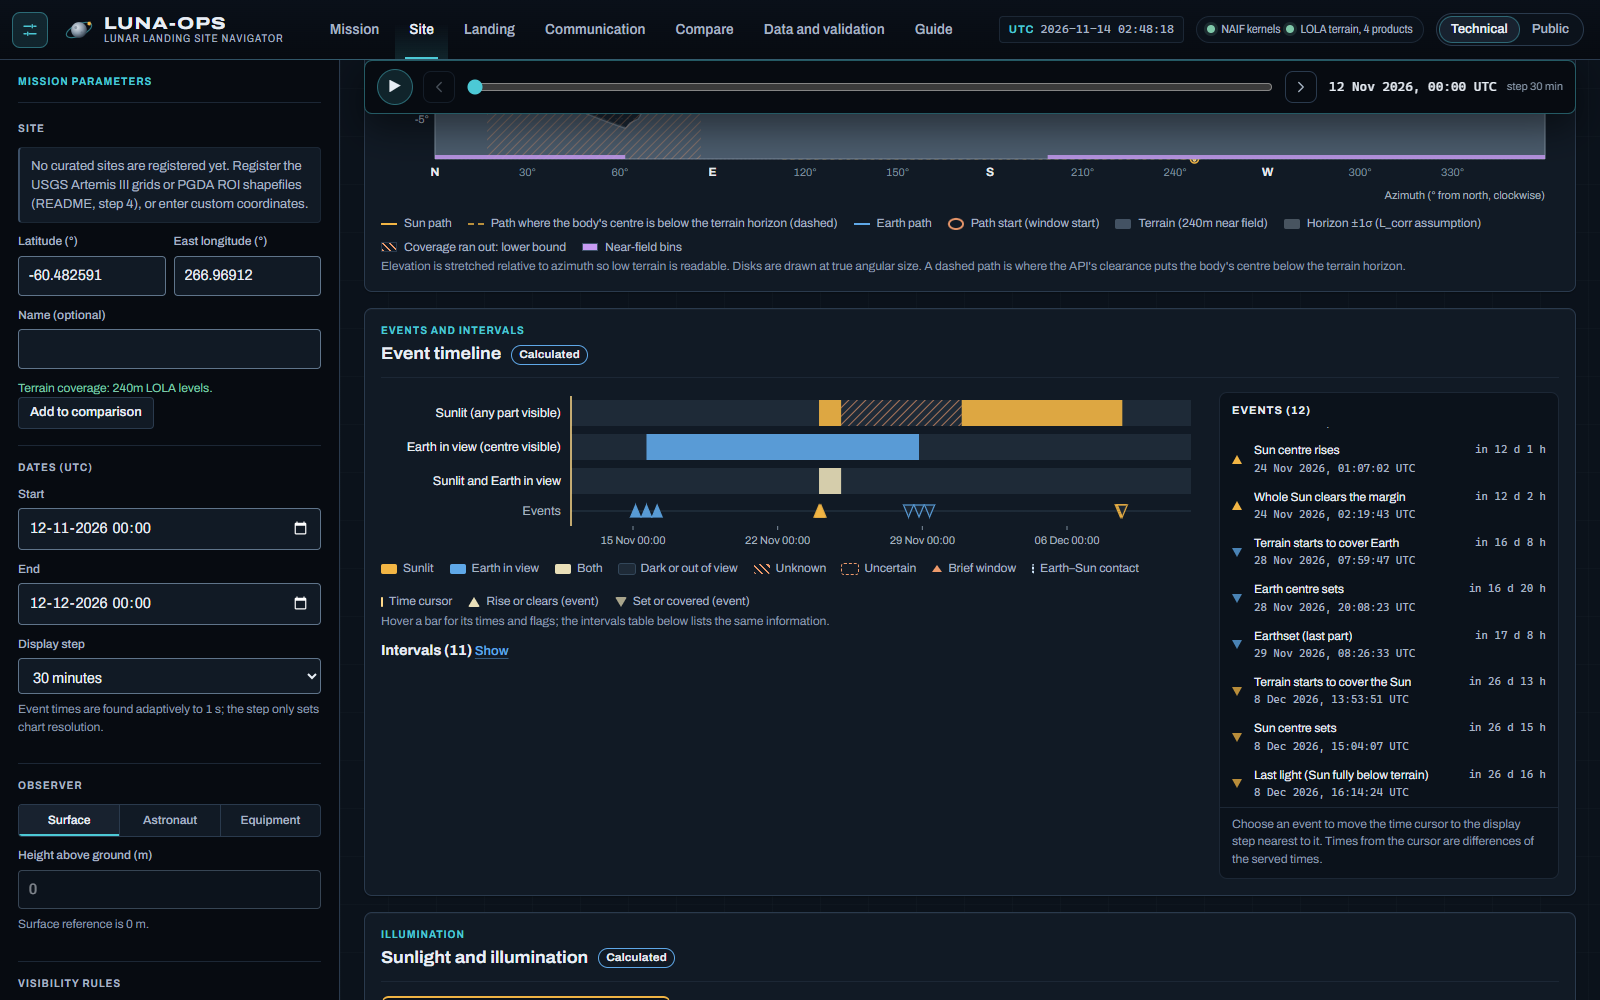 LUNA-OPS
LUNAR LANDING SITE NAVIGATOR
Mission
Site
Landing
Communication
Compare
Data and validation
Guide
UTC 2026-11-14 02:48:18
NAIF kernels
LOLA terrain, 4 products
Technical
Public
MISSION PARAMETERS
SITE
No curated sites are registered yet. Register the
USGS Artemis III grids or PGDA ROI shapefiles
(README, step 4), or enter custom coordinates.
Latitude (°)
East longitude (°)
-60.482591
266.96912
Name (optional)
Terrain coverage: 240m LOLA levels.
Add to comparison
DATES (UTC)
Start
12-11-2026 00:00
End
12-12-2026 00:00
Display step
30 minutes
Event times are found adaptively to 1 s; the step only sets
chart resolution.
OBSERVER
Surface
Astronaut
Equipment
Height above ground (m)
0
Surface reference is 0 m.
VISIBILITY RULES
12 Nov 2026, 00:00 UTC
step 30 min
-5°
N
30°
60°
E
120°
150°
S
210°
240°
W
300°
330°
Azimuth (° from north, clockwise)
Sun path
Path where the body's centre is below the terrain horizon (dashed)
Earth path
Path start (window start)
Terrain (240m near field)
Horizon ±1σ (L_corr assumption)
Coverage ran out: lower bound
Near-field bins
Elevation is stretched relative to azimuth so low terrain is readable. Disks are drawn at true angular size. A dashed path is where the API's clearance puts the body's centre below the terrain horizon.
EVENTS AND INTERVALS
Event timeline
Calculated
Sunlit (any part visible)
Earth in view (centre visible)
Sunlit and Earth in view
Events
15 Nov 00:00
22 Nov 00:00
29 Nov 00:00
06 Dec 00:00
Sunlit
Earth in view
Both
Dark or out of view
Unknown
Uncertain
Brief window
Earth–Sun contact
Time cursor
Rise or clears (event)
Set or covered (event)
Hover a bar for its times and flags; the intervals table below lists the same information.
Intervals (11) Show
EVENTS (12)
Sun centre rises
in 12 d 1 h
24 Nov 2026, 01:07:02 UTC
Whole Sun clears the margin
in 12 d 2 h
24 Nov 2026, 02:19:43 UTC
Terrain starts to cover Earth
in 16 d 8 h
28 Nov 2026, 07:59:47 UTC
Earth centre sets
in 16 d 20 h
28 Nov 2026, 20:08:23 UTC
Earthset (last part)
in 17 d 8 h
29 Nov 2026, 08:26:33 UTC
Terrain starts to cover the Sun
in 26 d 13 h
8 Dec 2026, 13:53:51 UTC
Sun centre sets
in 26 d 15 h
8 Dec 2026, 15:04:07 UTC
Last light (Sun fully below terrain)
in 26 d 16 h
8 Dec 2026, 16:14:24 UTC
Choose an event to move the time cursor to the display
step nearest to it. Times from the cursor are differences of
the served times.
ILLUMINATION
Sunlight and illumination
Calculated